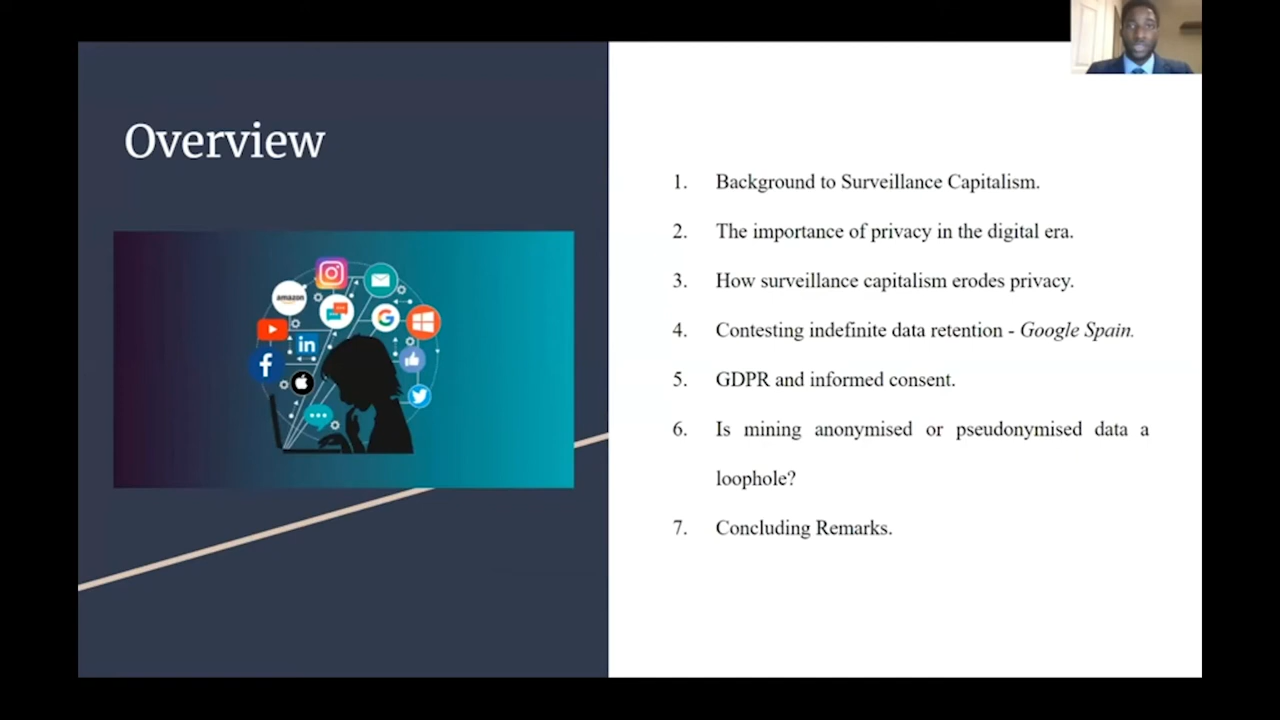 Overview
1. Background to Surveillance Capitalism.
2. The importance of privacy in the digital era.
3. How surveillance capitalism erodes privacy.
4. Contesting indefinite data retention - Google Spain.
5. GDPR and informed consent.
6. Is mining anonymised or pseudonymised data a
loophole?
7. Concluding Remarks.
amazon
in
f
G